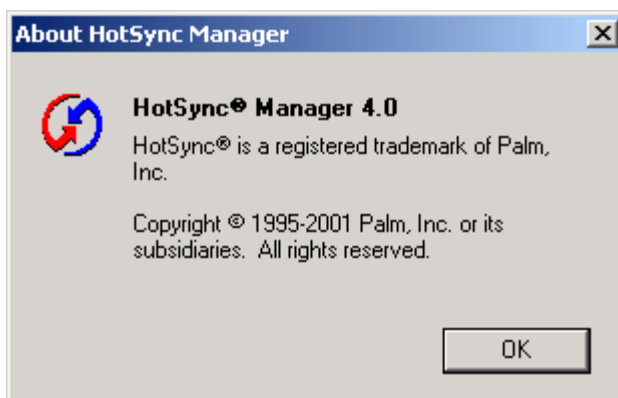 About HotSync Manager
HotSync® Manager 4.0
HotSync® is a registered trademark of Palm,
Inc.
Copyright © 1995-2001 Palm, Inc. or its
subsidiaries.  All rights reserved.
OK